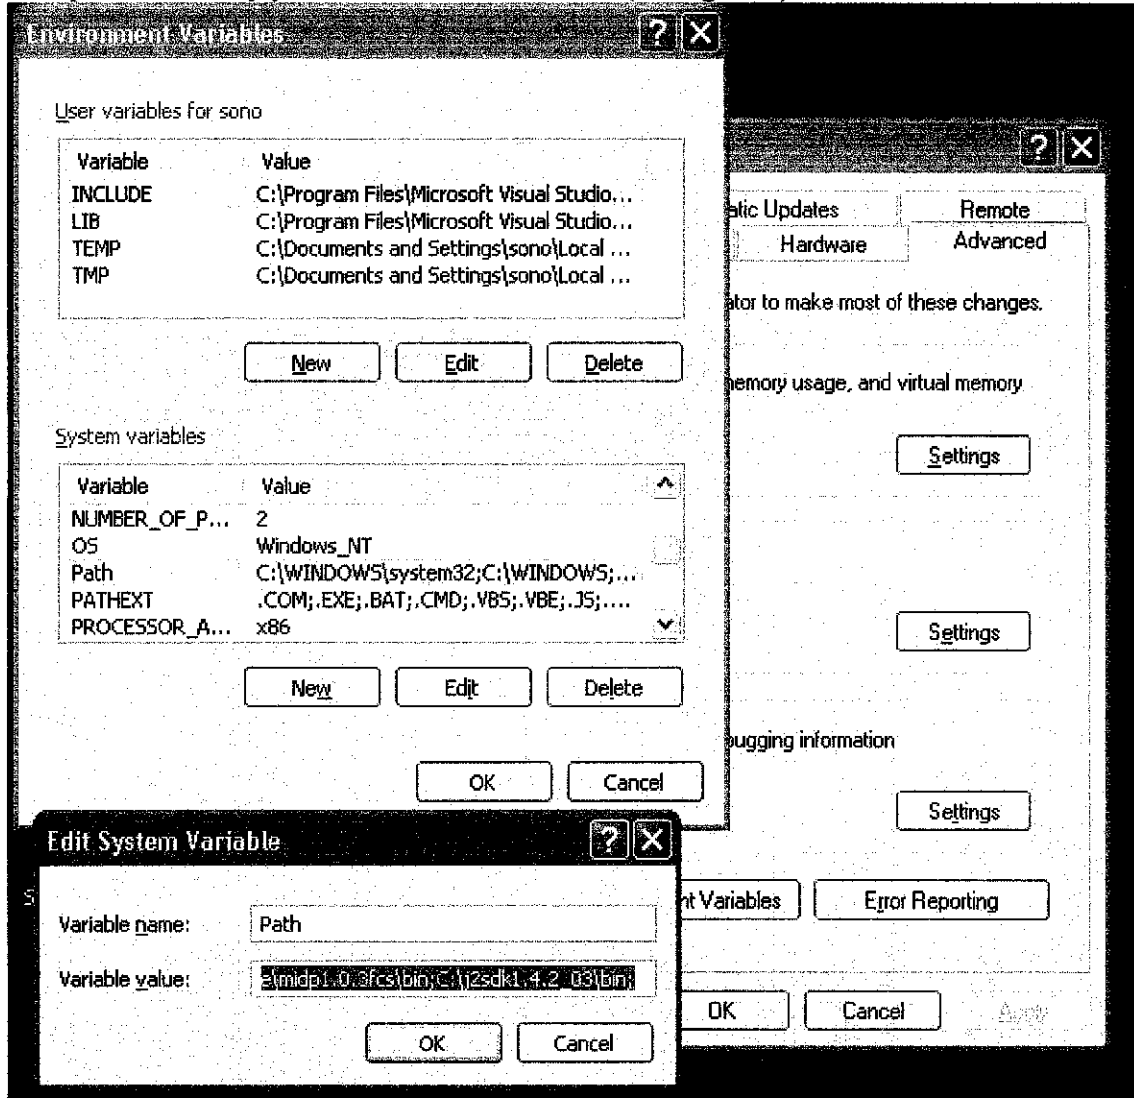 Environment Variables
User variables for sono
Variable Value
INCLUDE C:\Program Files\Microsoft Visual Studio...
LIB C:\Program Files\Microsoft Visual Studio...
TEMP C:\Documents and Settings\sono\Local ...
TMP C:\Documents and Settings\sono\Local ...
New Edit Delete
System variables
Variable Value
NUMBER_OF_P... 2
OS Windows_NT
Path C:\WINDOWS\system32;C:\WINDOWS;...
PATHEXT .COM;.EXE;.BAT;.CMD;.VBS;.VBE;.JS;....
PROCESSOR_A... x86
New Edit Delete
OK Cancel
Edit System Variable
Variable name: Path
Variable value: e\midp1.0.3fcs\bin;C:\j2sdk1.4.2_03\bin;
OK Cancel
atic Updates Remote
Hardware Advanced
ator to make most of these changes.
memory usage, and virtual memory
Settings
Settings
bugging information
Settings
nt Variables Error Reporting
OK Cancel Apply